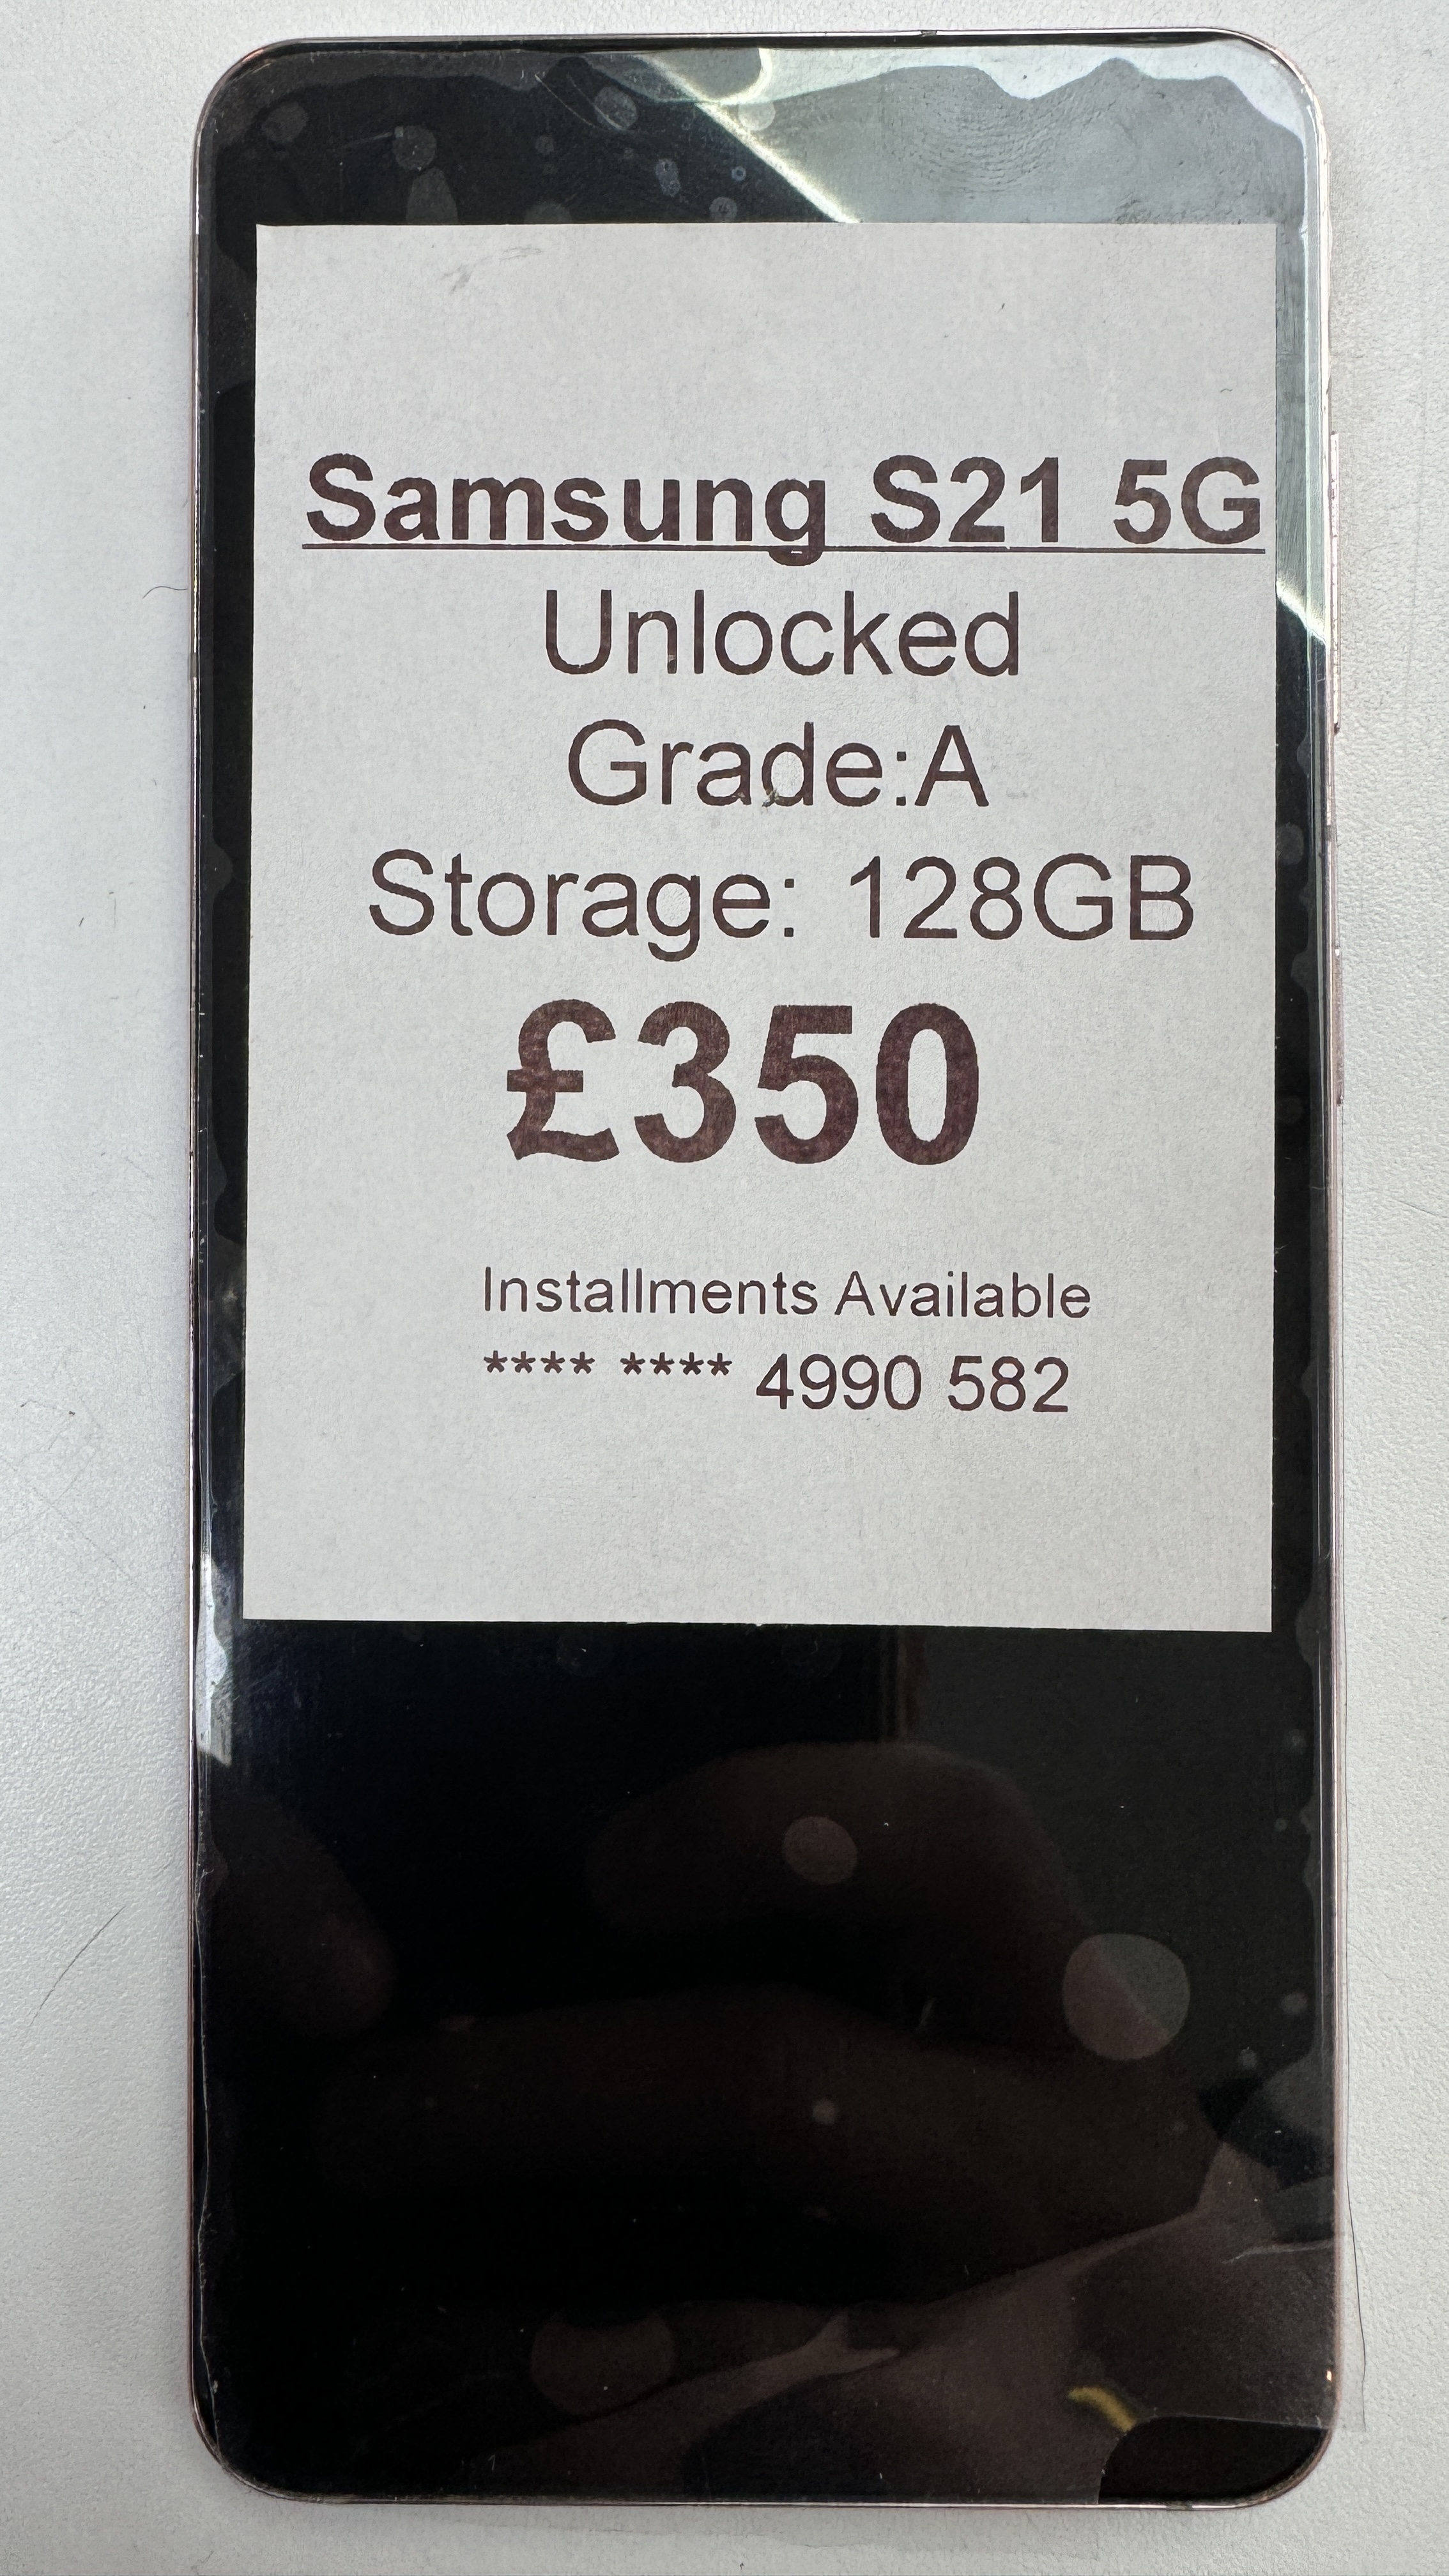 Samsung S21 5G
Unlocked
Grade:A
Storage: 128GB
£350
Installments Available
**** **** 4990 582